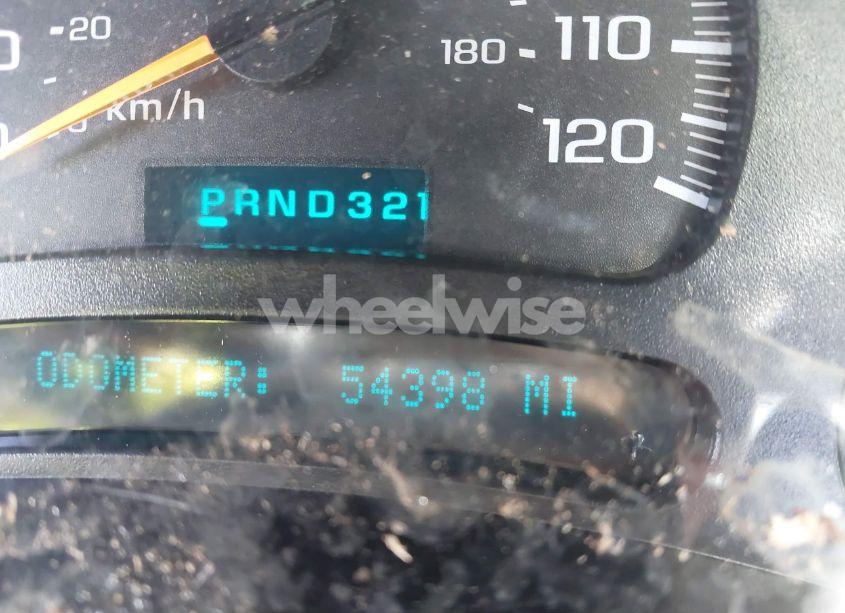 20
110
180
km/h
120
PRND321
wheelwise
ODOMETER: 54398 MI